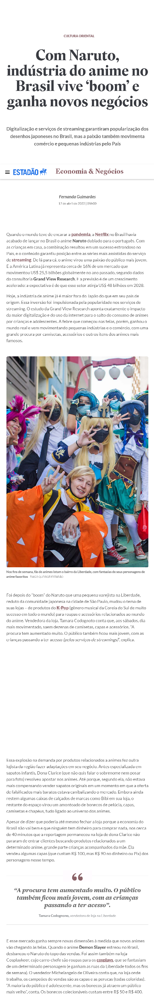 CULTURA ORIENTAL
Com Naruto,
indústria do anime no
Brasil vive ‘boom’ e
ganha novos negócios
Digitalização e serviços de streaming garantiram popularização dos
desenhos japoneses no Brasil, mas a paixão também movimenta
comércio e pequenas indústrias pelo País
ESTADÃO Economia & Negócios
Fernanda Guimarães
17 de abril de 2022 | 05h00
Quando o mundo teve de encarar a pandemia, a Netflix no Brasil havia
acabado de lançar no Brasil o anime Naruto dublado para o português. Com
as crianças em casa, a combinação resultou em um sucesso estrondoso no
País, e o conteúdo garantiu posição entre as séries mais assistidas do serviço
de streaming. De lá para cá, o anime virou uma paixão do público mais jovem.
E a América Latina já representa cerca de 16% de um mercado que
movimentou US$ 25,5 bilhões globalmente no ano passado, segundo dados
da consultoria Grand View Research. E a previsão é de um crescimento
acelerado: a expectativa é de que esse setor atinja US$ 48 bilhões em 2028.
Hoje, a indústria de anime já é maior fora do Japão do que em seu país de
origem. Essa inversão foi impulsionada pela popularidade nos serviços de
streaming. O estudo da Grand View Research aponta exatamente o impacto
da maior digitalização e do uso da internet para o salto do consumo de animes
por crianças e adolescentes. A febre que começou nas telas, porém, ganhou o
mundo real e vem movimentando pequenas indústrias e o comércio, com uma
grande procura por camisetas, acessórios e outros itens dos animes mais
famosos.
Nos fins de semana, fãs de animes lotam o bairro da Liberdade, com fantasias de seus personagens de
anime favoritos TIAGO QUEIROZ/ESTADÃO
Foi depois do "boom" do Naruto que uma pequena varejista na Liberdade,
reduto da comunidade japonesa na cidade de São Paulo, mudou o tema de
suas lojas – de produtos do K-Pop (gênero musical da Coreia do Sul de muito
sucesso em todo o mundo) para roupas e acessórios relacionados ao mundo
do anime. Vendedora da loja, Tamara Codognoto conta que, aos sábados, dia
mais movimentado, saem dezenas de camisetas, capas e acessórios. “A
procura tem aumentado muito. O público também ficou mais jovem, com as
crianças passando a ter acesso (pelos serviços de streamings)”, explica.
Essa explosão na demanda por produtos relacionados a animes fez outra
lojista da região fazer adaptações em seu negócio. Antes especializada em
sapatos infantis, Dona Clarice (que não quis falar o sobrenome nem posar
para foto) resolveu apostar nos animes. Até porque, segundo ela, não estava
mais compensando vender sapatos originais em um momento em que a oferta
de falsificados mais baratos estava canibalizando o mercado. Embora ainda
restem algumas caixas de calçados de marcas como Bibi em sua loja, o
restante do espaço virou um amontoado de bonecos de pelúcia, capas,
camisetas e chapéus, tudo ligado ao universo dos animes.
Apesar de dizer que poderia até mesmo fechar a loja porque a economia do
Brasil não vai bem e que ninguém tem dinheiro para comprar nada, nos cerca
de 40 minutos que a reportagem permaneceu na loja de dona Clarice não
pararam de entrar clientes buscando produtos relacionados a um
determinado anime, grande parte crianças acompanhados da mãe. Ela
vendeu algumas capas (que custam R$ 100, mas R$ 90 no dinheiro ou Pix) dos
personagens nesse tempo.
“A procura tem aumentado muito. O público
também ficou mais jovem, com as crianças
passando a ter acesso”.
Tamara Codognono, vendedora de loja na Liberdade
E esse mercado ganha sempre novas dimensões à medida que novos animes
vão chegando às telas. Quando o anime Demon Slayer estreou no Brasil,
desbancou o Naruto do topo das vendas. Foi assim também na loja
Cosplaykeer, cujo carro-chefe são roupas para os cosplays, que se fantasiam
de um determinado personagem (e ganham as ruas da Liberdade todos os fins
de semana). O vendedor Michelangelo de Oliveira conta que, na loja onde
trabalha, os campeões de vendas são as capas e as perucas (todas coloridas).
“A maioria do público é adolescente, mas os bonecos já atraem um público
mais velho”, conta. Os bonecos colecionáveis custam entre R$ 50 e R$ 400.